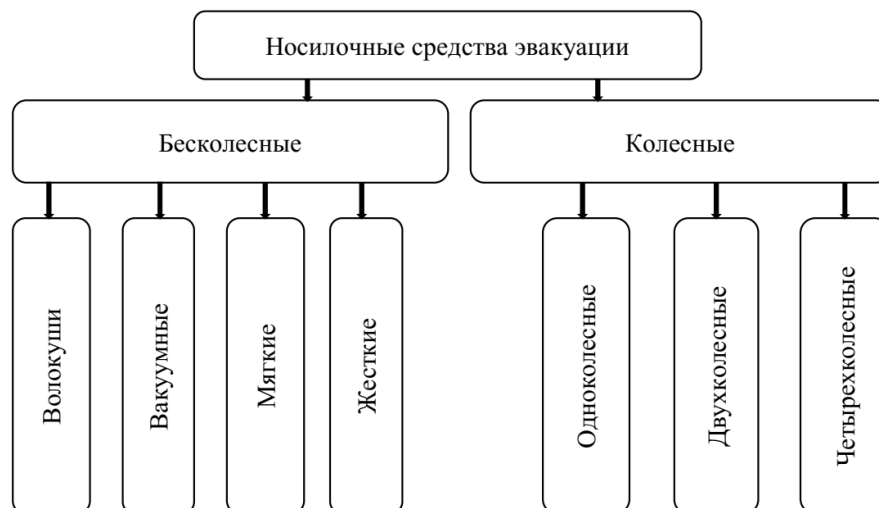 Носилочные средства эвакуации
Бесколесные
Колесные
Волокуши
Вакуумные
Мягкие
Жесткие
Одноколесные
Двухколесные
Четырехколесные